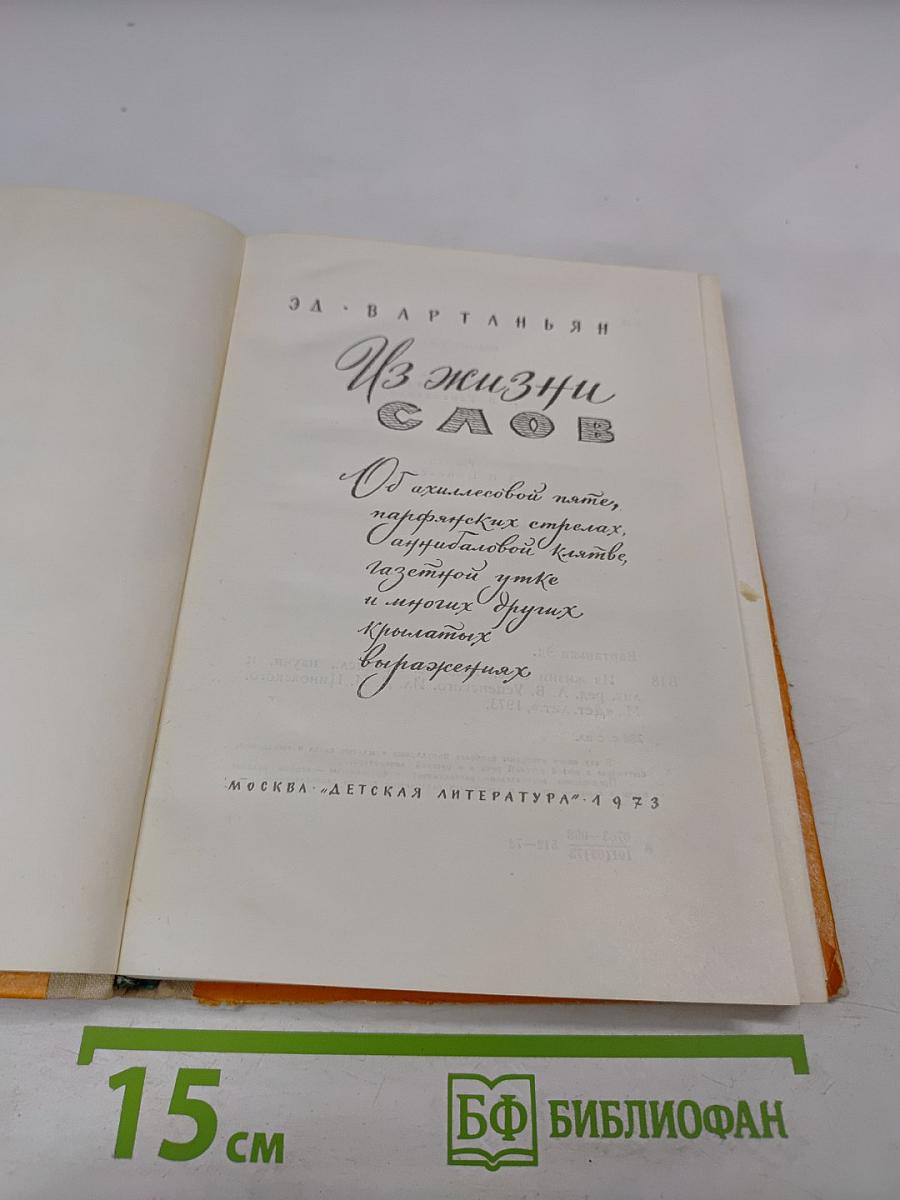 ЭД · ВАРТАНЬЯН
Из жизни
СЛОВ
Об ахиллесовой пяте,
парфянских стрелах,
аннибаловой клятве,
газетной утке
и многих других
крылатых
выражениях
МОСКВА · „ДЕТСКАЯ ЛИТЕРАТУРА“ · 1973
15 см
БФ БИБЛИОФАН